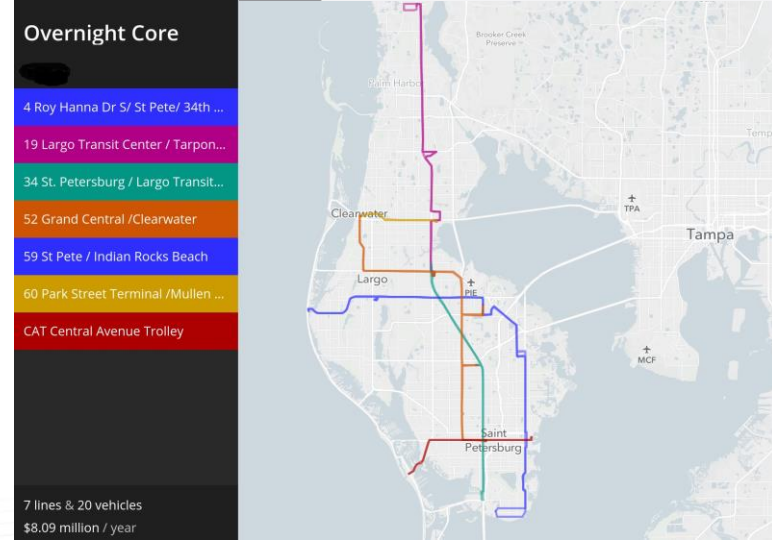 Overnight Core
4 Roy Hanna Dr S/ St Pete/ 34th ...
19 Largo Transit Center / Tarpon...
34 St. Petersburg / Largo Transit...
52 Grand Central /Clearwater
59 St Pete / Indian Rocks Beach
60 Park Street Terminal /Mullen ...
CAT Central Avenue Trolley
7 lines & 20 vehicles
$8.09 million / year
Brooker Creek
Preserve
Palm Harbor
Clearwater
TPA
Tampa
Largo
PIE
MCF
Saint
Petersburg